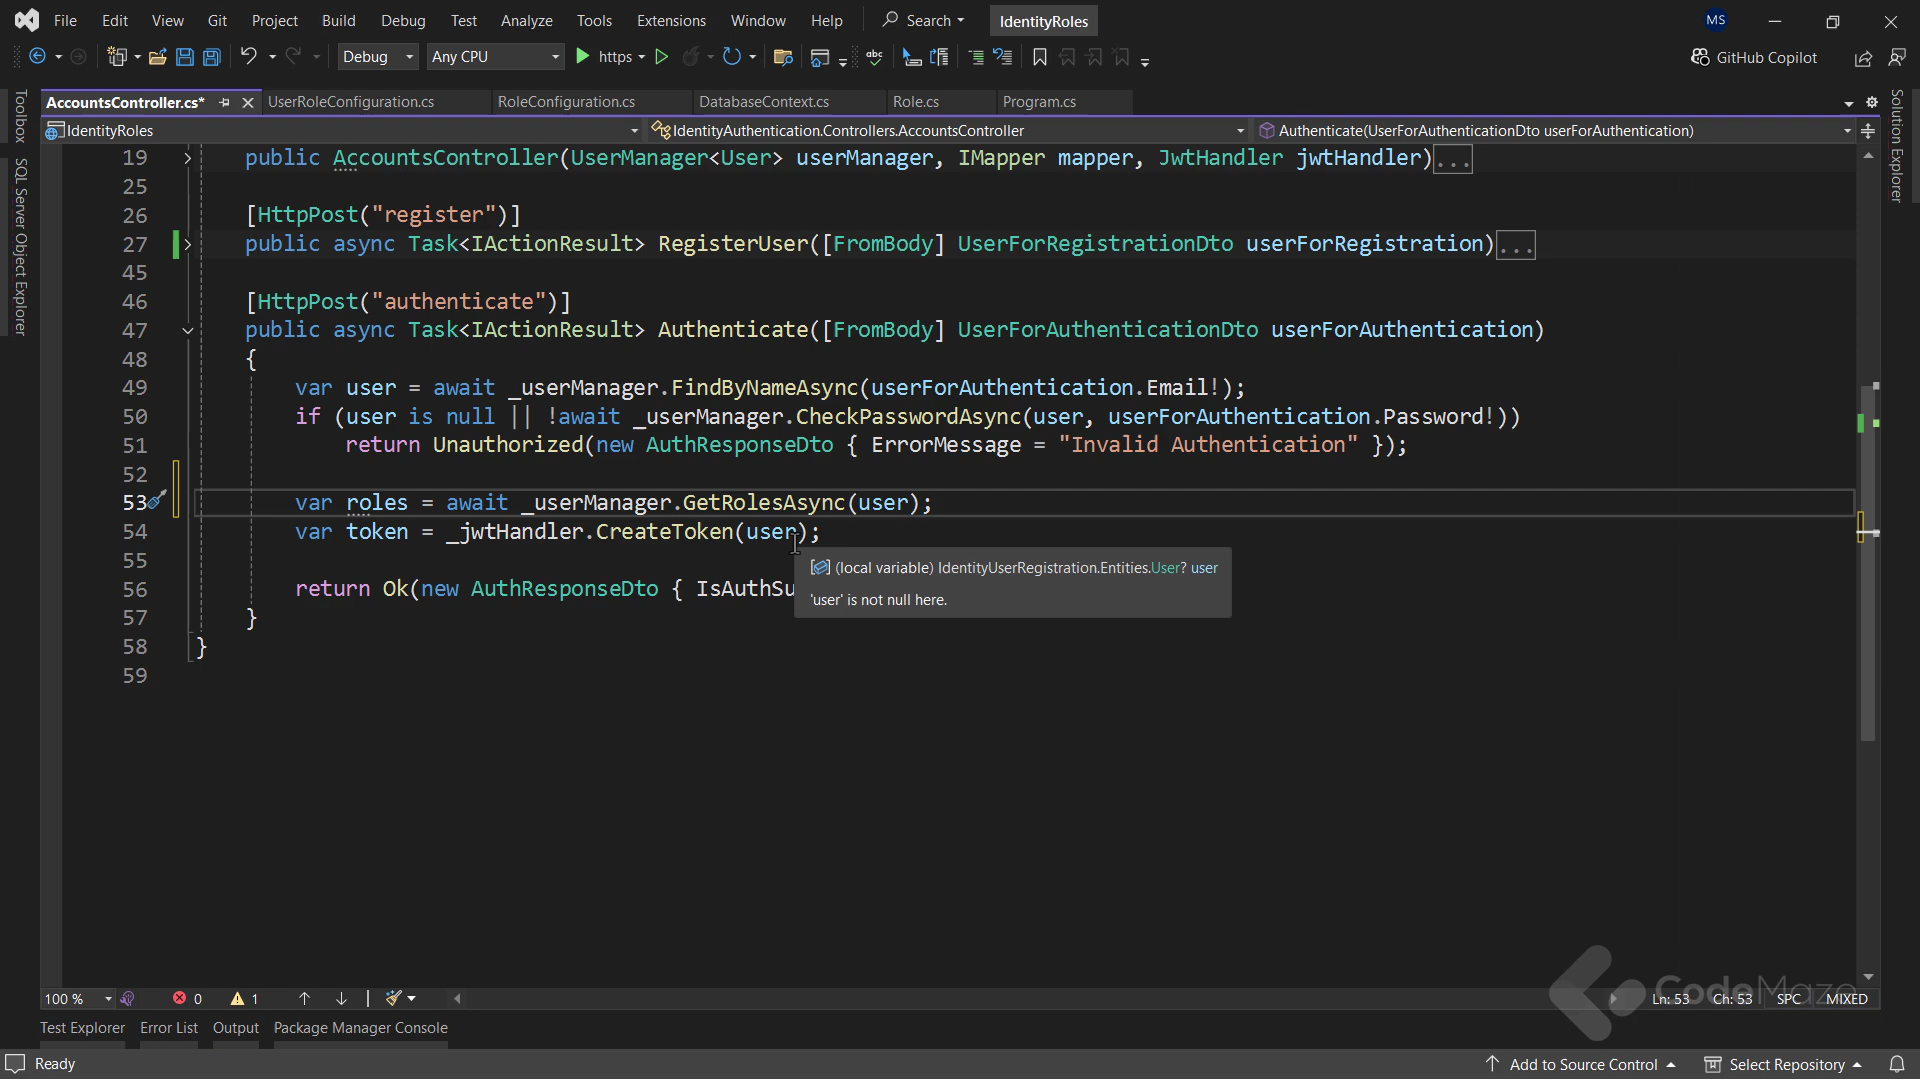 File Edit View Git Project Build Debug Test Analyze Tools Extensions Window Help Search IdentityRoles MS
Debug Any CPU https GitHub Copilot
AccountsController.cs* UserRoleConfiguration.cs RoleConfiguration.cs DatabaseContext.cs Role.cs Program.cs
IdentityRoles IdentityAuthentication.Controllers.AccountsController Authenticate(UserForAuthenticationDto userForAuthentication)
Toolbox
SQL Server Object Explorer
Solution Explorer
19 public AccountsController(UserManager<User> userManager, IMapper mapper, JwtHandler jwtHandler)...
25
26 [HttpPost("register")]
27 public async Task<IActionResult> RegisterUser([FromBody] UserForRegistrationDto userForRegistration)...
45
46 [HttpPost("authenticate")]
47 public async Task<IActionResult> Authenticate([FromBody] UserForAuthenticationDto userForAuthentication)
48 {
49 var user = await _userManager.FindByNameAsync(userForAuthentication.Email!);
50 if (user is null || !await _userManager.CheckPasswordAsync(user, userForAuthentication.Password!))
51 return Unauthorized(new AuthResponseDto { ErrorMessage = "Invalid Authentication" });
52
53 var roles = await _userManager.GetRolesAsync(user);
54 var token = _jwtHandler.CreateToken(user);
55
(local variable) IdentityUserRegistration.Entities.User? user
56 return Ok(new AuthResponseDto { IsAuthSu
'user' is not null here.
57 }
58 }
59
100 % 0 1 Ln: 53 Ch: 53 SPC MIXED
CodeMaze
Test Explorer Error List Output Package Manager Console
Ready Add to Source Control Select Repository